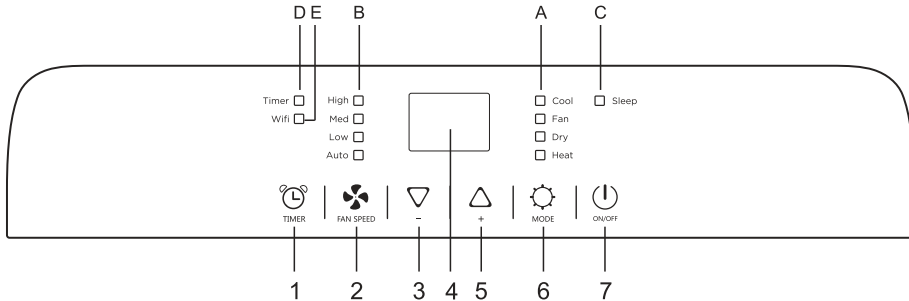 D E B A C
Timer High Cool Sleep
Wifi Med Fan
Low Dry
Auto Heat
TIMER FAN SPEED − + MODE ON/OFF
1 2 3 4 5 6 7